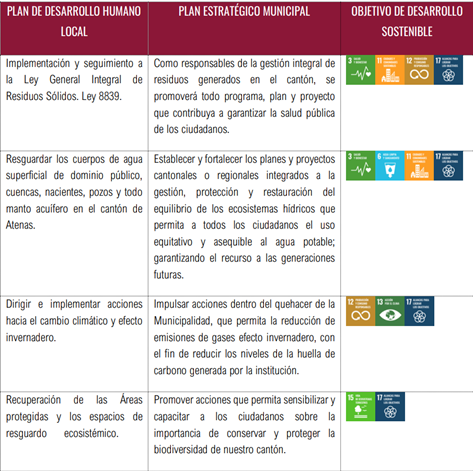 PLAN DE DESARROLLO HUMANO
LOCAL
PLAN ESTRATÉGICO MUNICIPAL
OBJETIVO DE DESARROLLO
SOSTENIBLE
Implementación y seguimiento a
la Ley General Integral de
Residuos Sólidos. Ley 8839.
Como responsables de la gestión integral de
residuos generados en el cantón, se
promoverá todo programa, plan y proyecto
que contribuya a garantizar la salud pública
de los ciudadanos.
3
11
12
17
Resguardar los cuerpos de agua
superficial de dominio público,
cuencas, nacientes, pozos y todo
manto acuífero en el cantón de
Atenas.
Establecer y fortalecer los planes y proyectos
cantonales o regionales integrados a la
gestión, protección y restauración del
equilibrio de los ecosistemas hídricos que
permita a todos los ciudadanos el uso
equitativo y asequible al agua potable;
garantizando el recurso a las generaciones
futuras.
3
6
11
17
Dirigir e implementar acciones
hacia el cambio climático y efecto
invernadero.
Impulsar acciones dentro del quehacer de la
Municipalidad, que permita la reducción de
emisiones de gases efecto invernadero, con
el fin de reducir los niveles de la huella de
carbono generada por la institución.
12
13
17
Recuperación de las Áreas
protegidas y los espacios de
resguardo ecosistémico.
Promover acciones que permita sensibilizar y
capacitar a los ciudadanos sobre la
importancia de conservar y proteger la
biodiversidad de nuestro cantón.
15
17